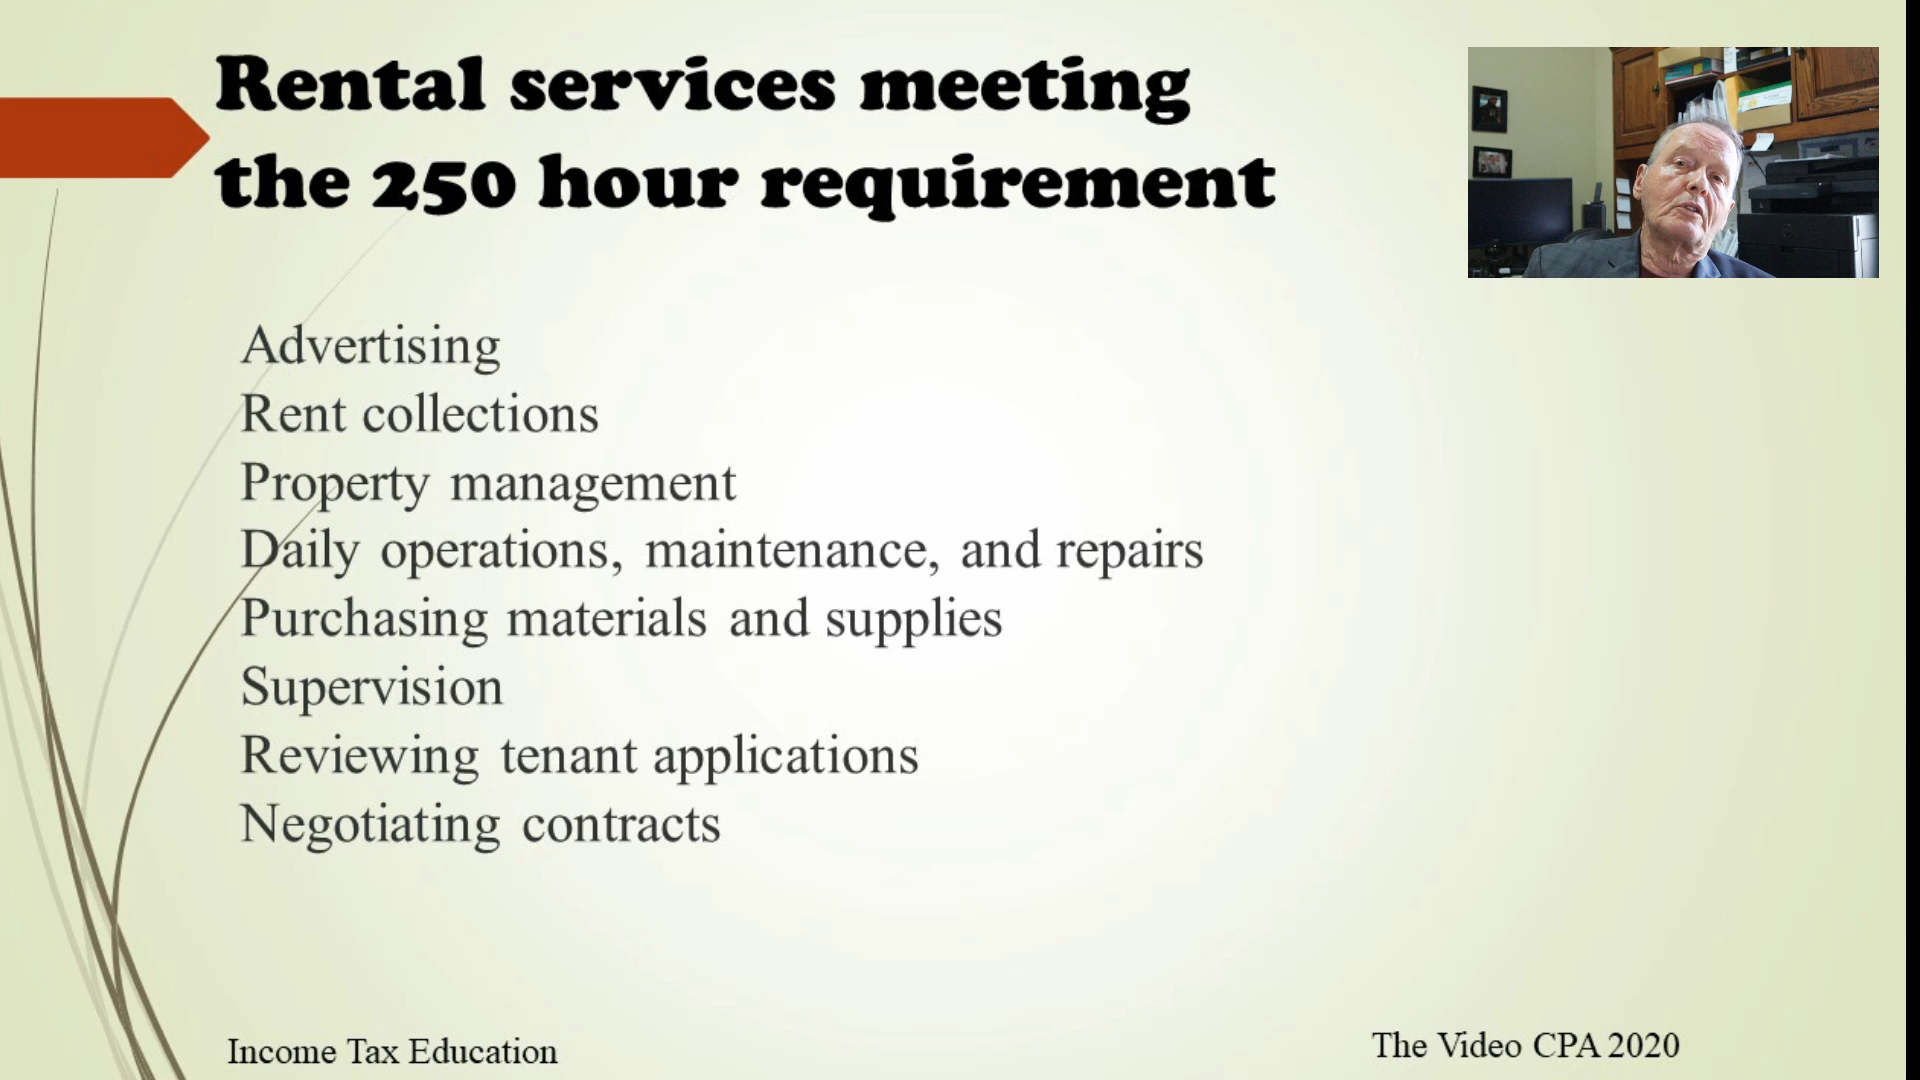 Rental services meeting
the 250 hour requirement
Advertising
Rent collections
Property management
Daily operations, maintenance, and repairs
Purchasing materials and supplies
Supervision
Reviewing tenant applications
Negotiating contracts
Income Tax Education
The Video CPA 2020